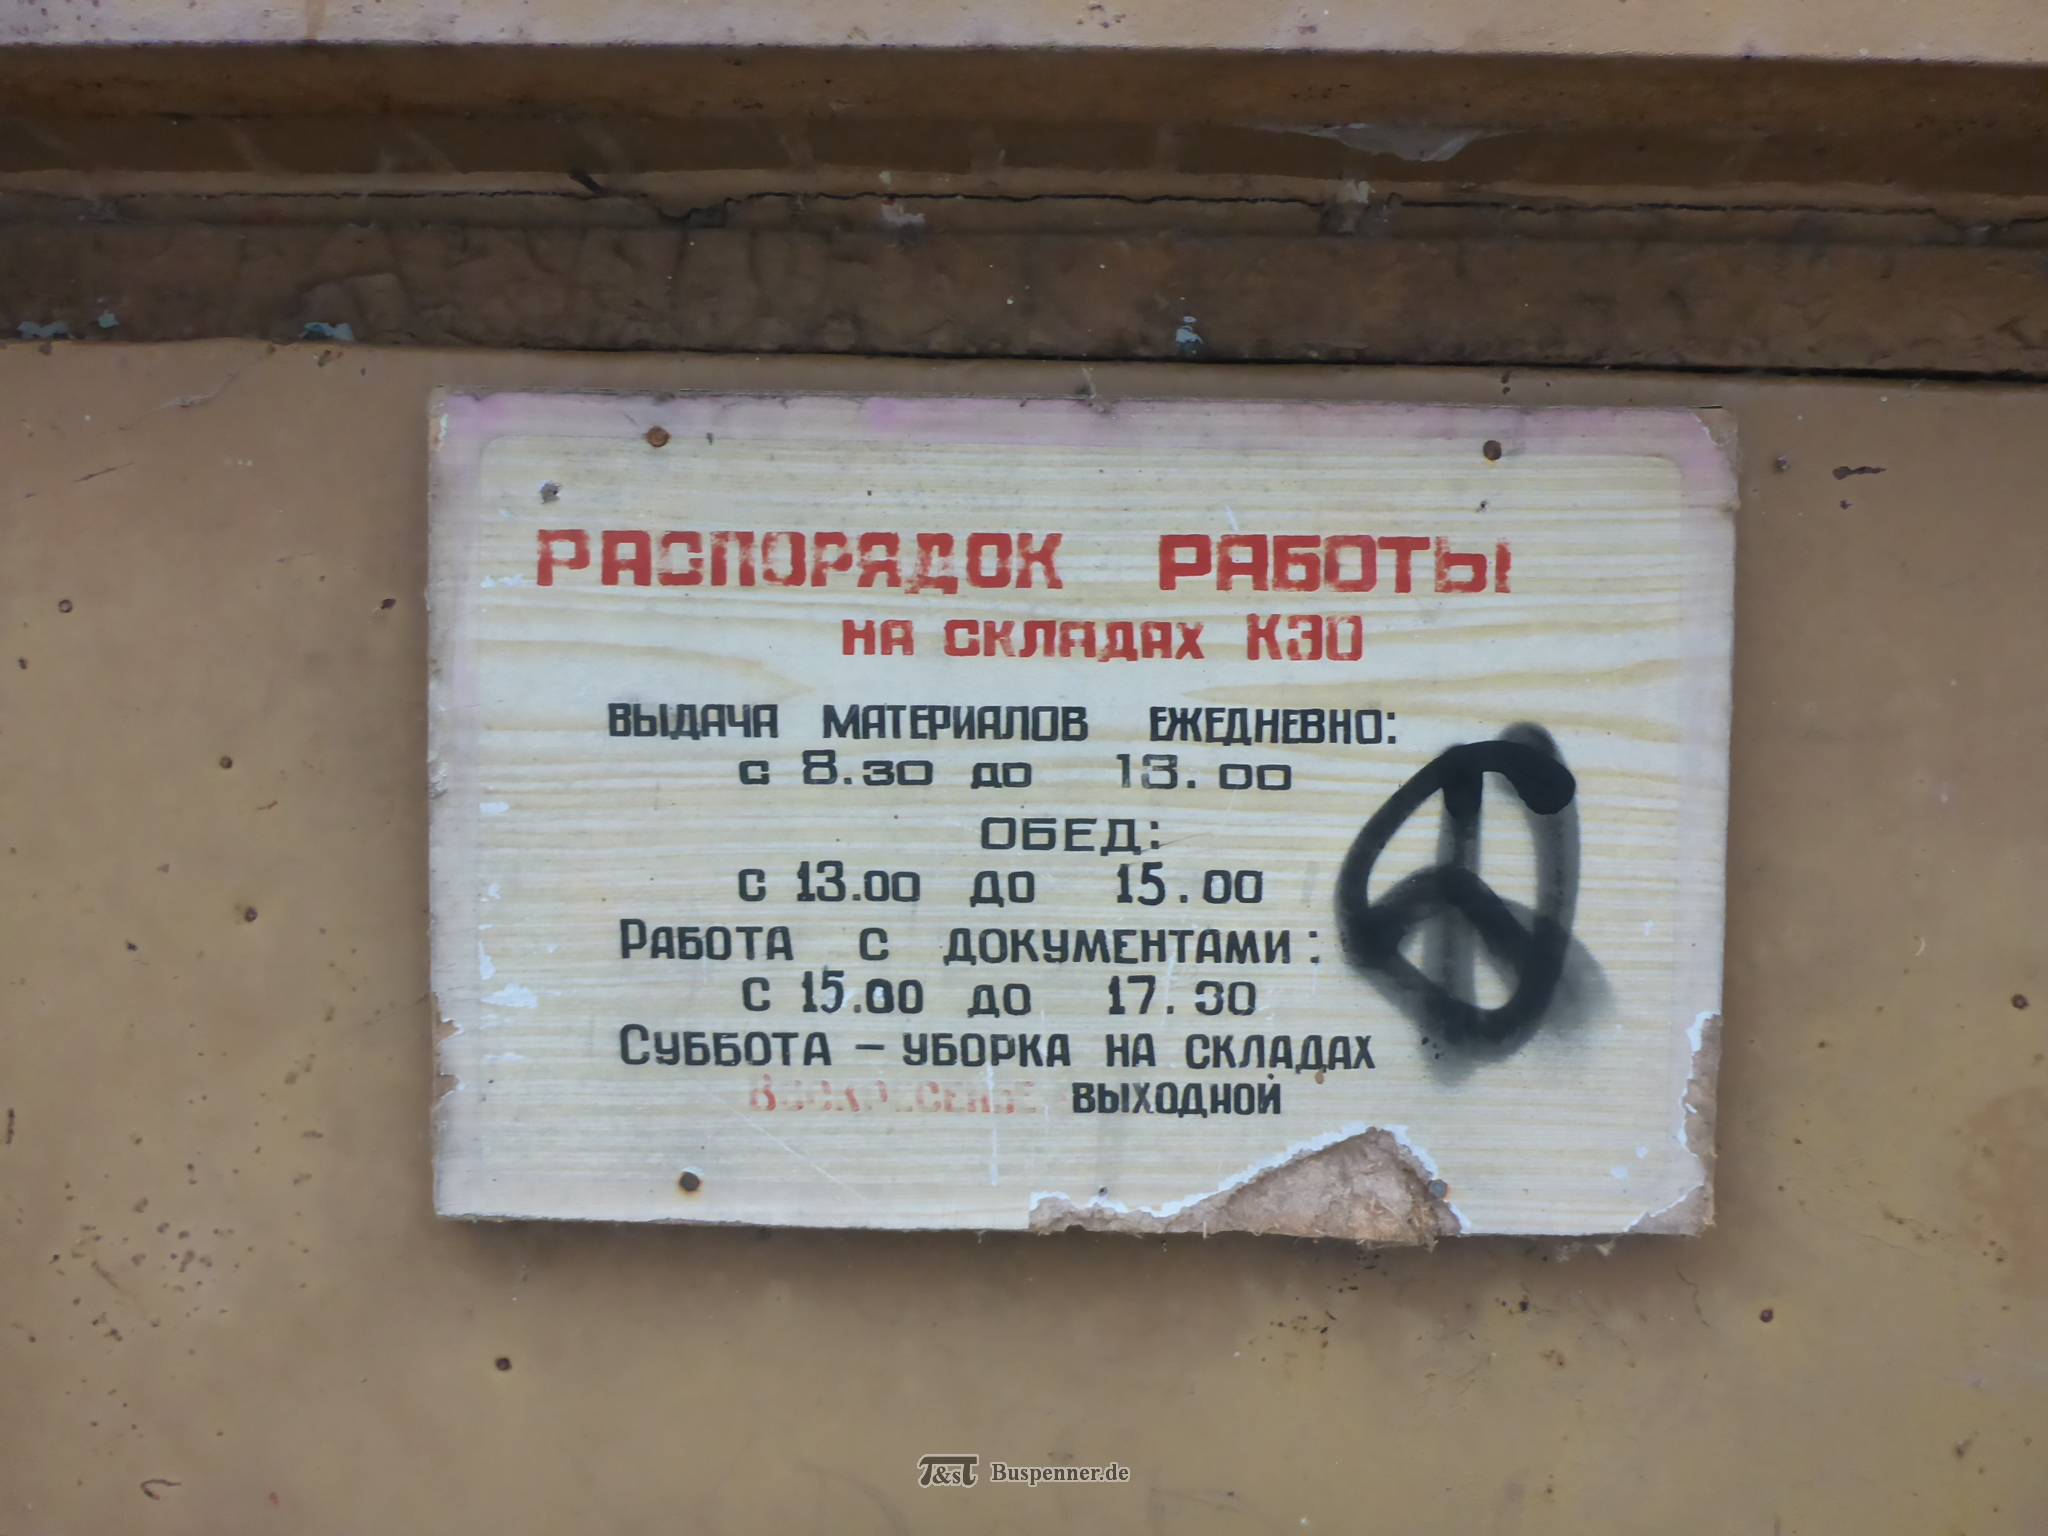 РАСПОРЯДОК РАБОТЫ
НА СКЛАДАХ КЭО
ВЫДАЧА МАТЕРИАЛОВ ЕЖЕДНЕВНО:
С 8.30 ДО 13.00
ОБЕД:
С 13.00 ДО 15.00
РАБОТА С ДОКУМЕНТАМИ:
С 15.00 ДО 17.30
СУББОТА – УБОРКА НА СКЛАДАХ
ВОСКРЕСЕНЬЕ ВЫХОДНОЙ
T&sT Buspenner.de